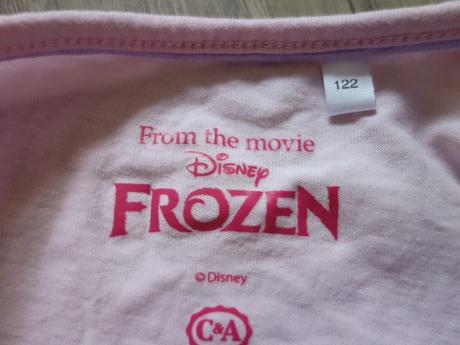 122
From the movie
Disney
FROZEN
© Disney
C&A